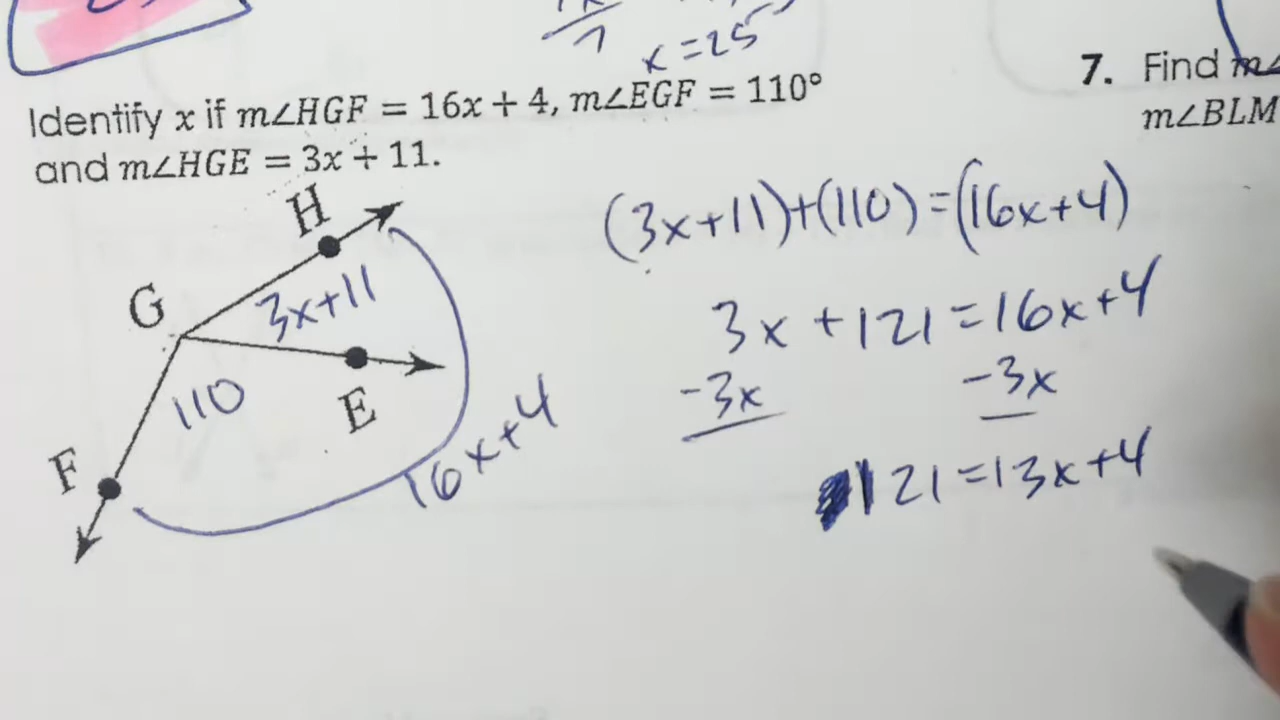 x = 25
Identify x if m∠HGF = 16x + 4, m∠EGF = 110°
and m∠HGE = 3x + 11.
7. Find m∠
m∠BLM
H
G
E
F
3x+11
110
16x+4
(3x+11)+(110)=(16x+4)
3x +121=16x+4
-3x -3x
121=13x+4